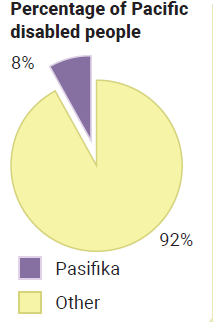 Percentage of Pacific
disabled people
8%
92%
Pasifika
Other